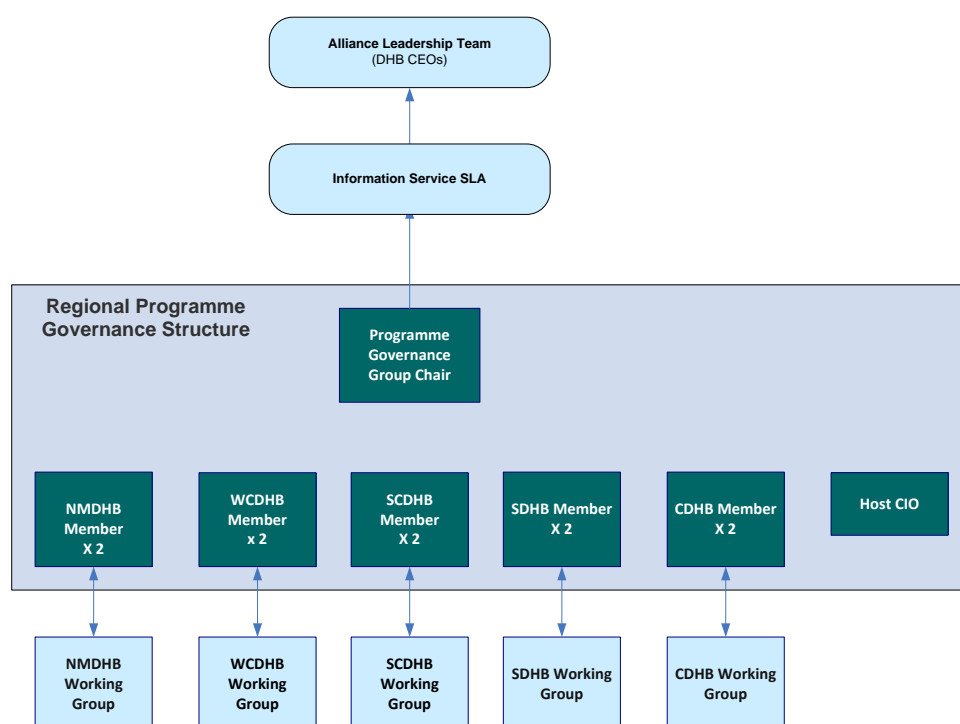 Alliance Leadership Team
(DHB CEOs)
Information Service SLA
Regional Programme
Governance Structure
Programme
Governance
Group Chair
NMDHB
Member
X 2
WCDHB
Member
x 2
SCDHB
Member
X 2
SDHB Member
X 2
CDHB Member
X 2
Host CIO
NMDHB
Working
Group
WCDHB
Working
Group
SCDHB
Working
Group
SDHB Working
Group
CDHB Working
Group